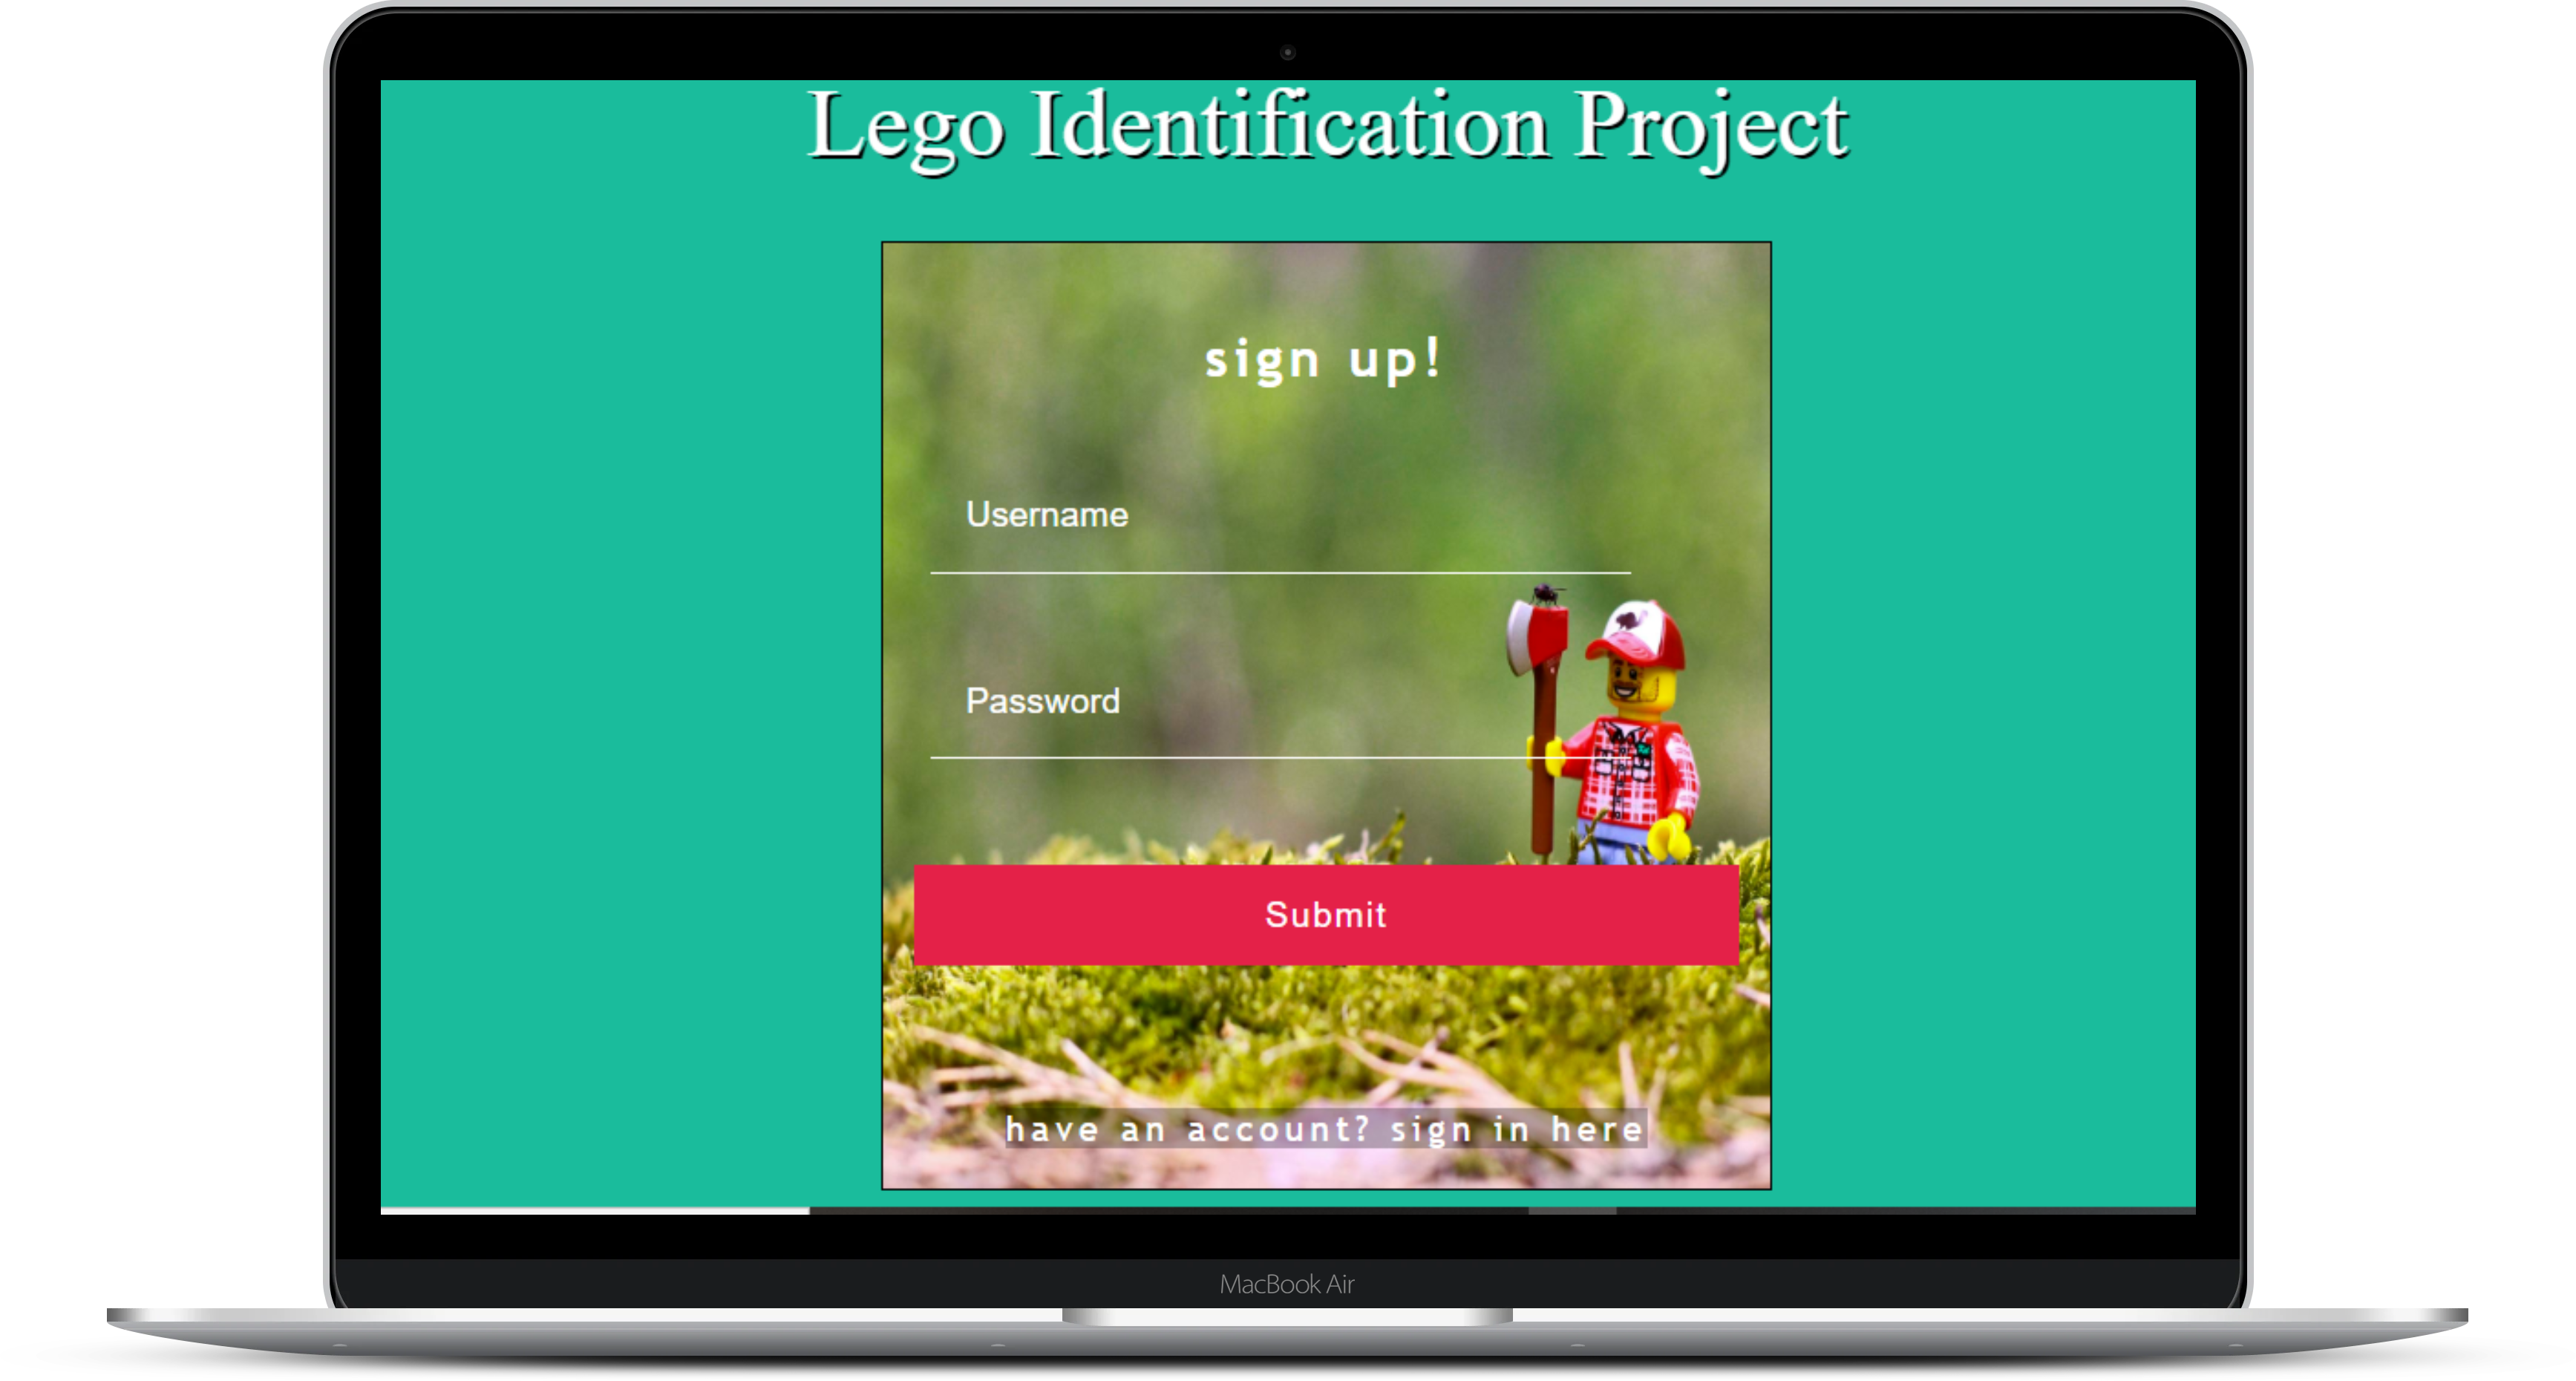 Lego Identification Project
sign up!
Username
Password
Submit
have an account? sign in here
MacBook Air